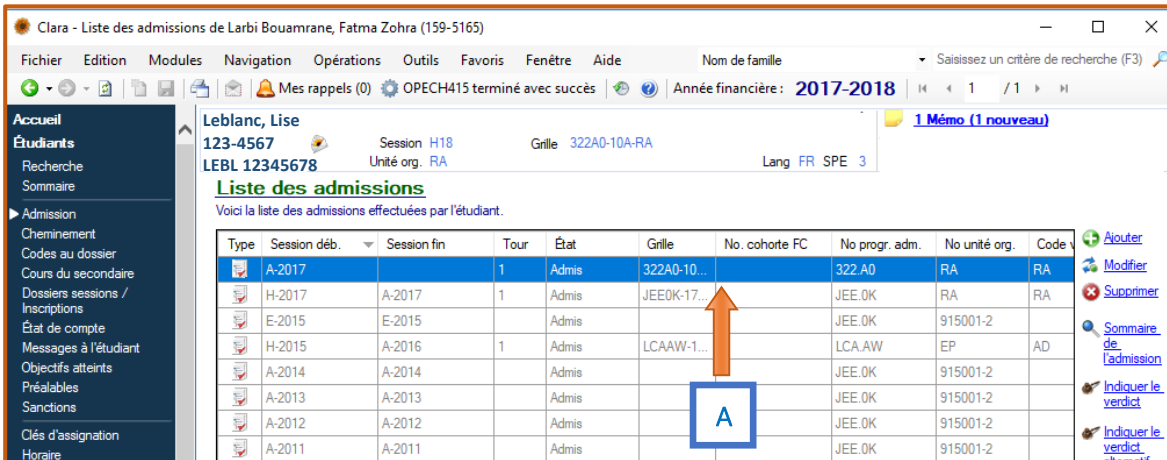 Clara - Liste des admissions de Larbi Bouamrane, Fatma Zohra (159-5165)
Fichier Edition Modules Navigation Opérations Outils Favoris Fenêtre Aide Nom de famille Saisissez un critère de recherche (F3)
Mes rappels (0) OPECH415 terminé avec succès Année financière : 2017-2018 1 / 1
Accueil
Étudiants
Recherche
Sommaire
Admission
Cheminement
Codes au dossier
Cours du secondaire
Dossiers sessions /
Inscriptions
État de compte
Messages à l'étudiant
Objectifs atteints
Préalables
Sanctions
Clés d'assignation
Horaire
Leblanc, Lise 1 Mémo (1 nouveau)
123-4567 Session H18 Grille 322A0-10A-RA
LEBL 12345678 Unité org. RA Lang FR SPE 3
Liste des admissions
Voici la liste des admissions effectuées par l'étudiant.
Type Session déb. Session fin Tour État Grille No. cohorte FC No progr. adm. No unité org. Code v
A-2017 1 Admis 322A0-10... 322.A0 RA RA
H-2017 A-2017 1 Admis JEE0K-17... JEE.0K RA RA
E-2015 E-2015 Admis JEE.0K 915001-2
H-2015 A-2016 1 Admis LCAAW-1... LCA.AW EP AD
A-2014 A-2014 Admis JEE.0K 915001-2
A-2013 A-2013 Admis JEE.0K 915001-2
A-2012 A-2012 Admis JEE.0K 915001-2
A-2011 A-2011 Admis JEE.0K 915001-2
A
Ajouter
Modifier
Supprimer
Sommaire
de
l'admission
Indiquer le
verdict
Indiquer le
verdict